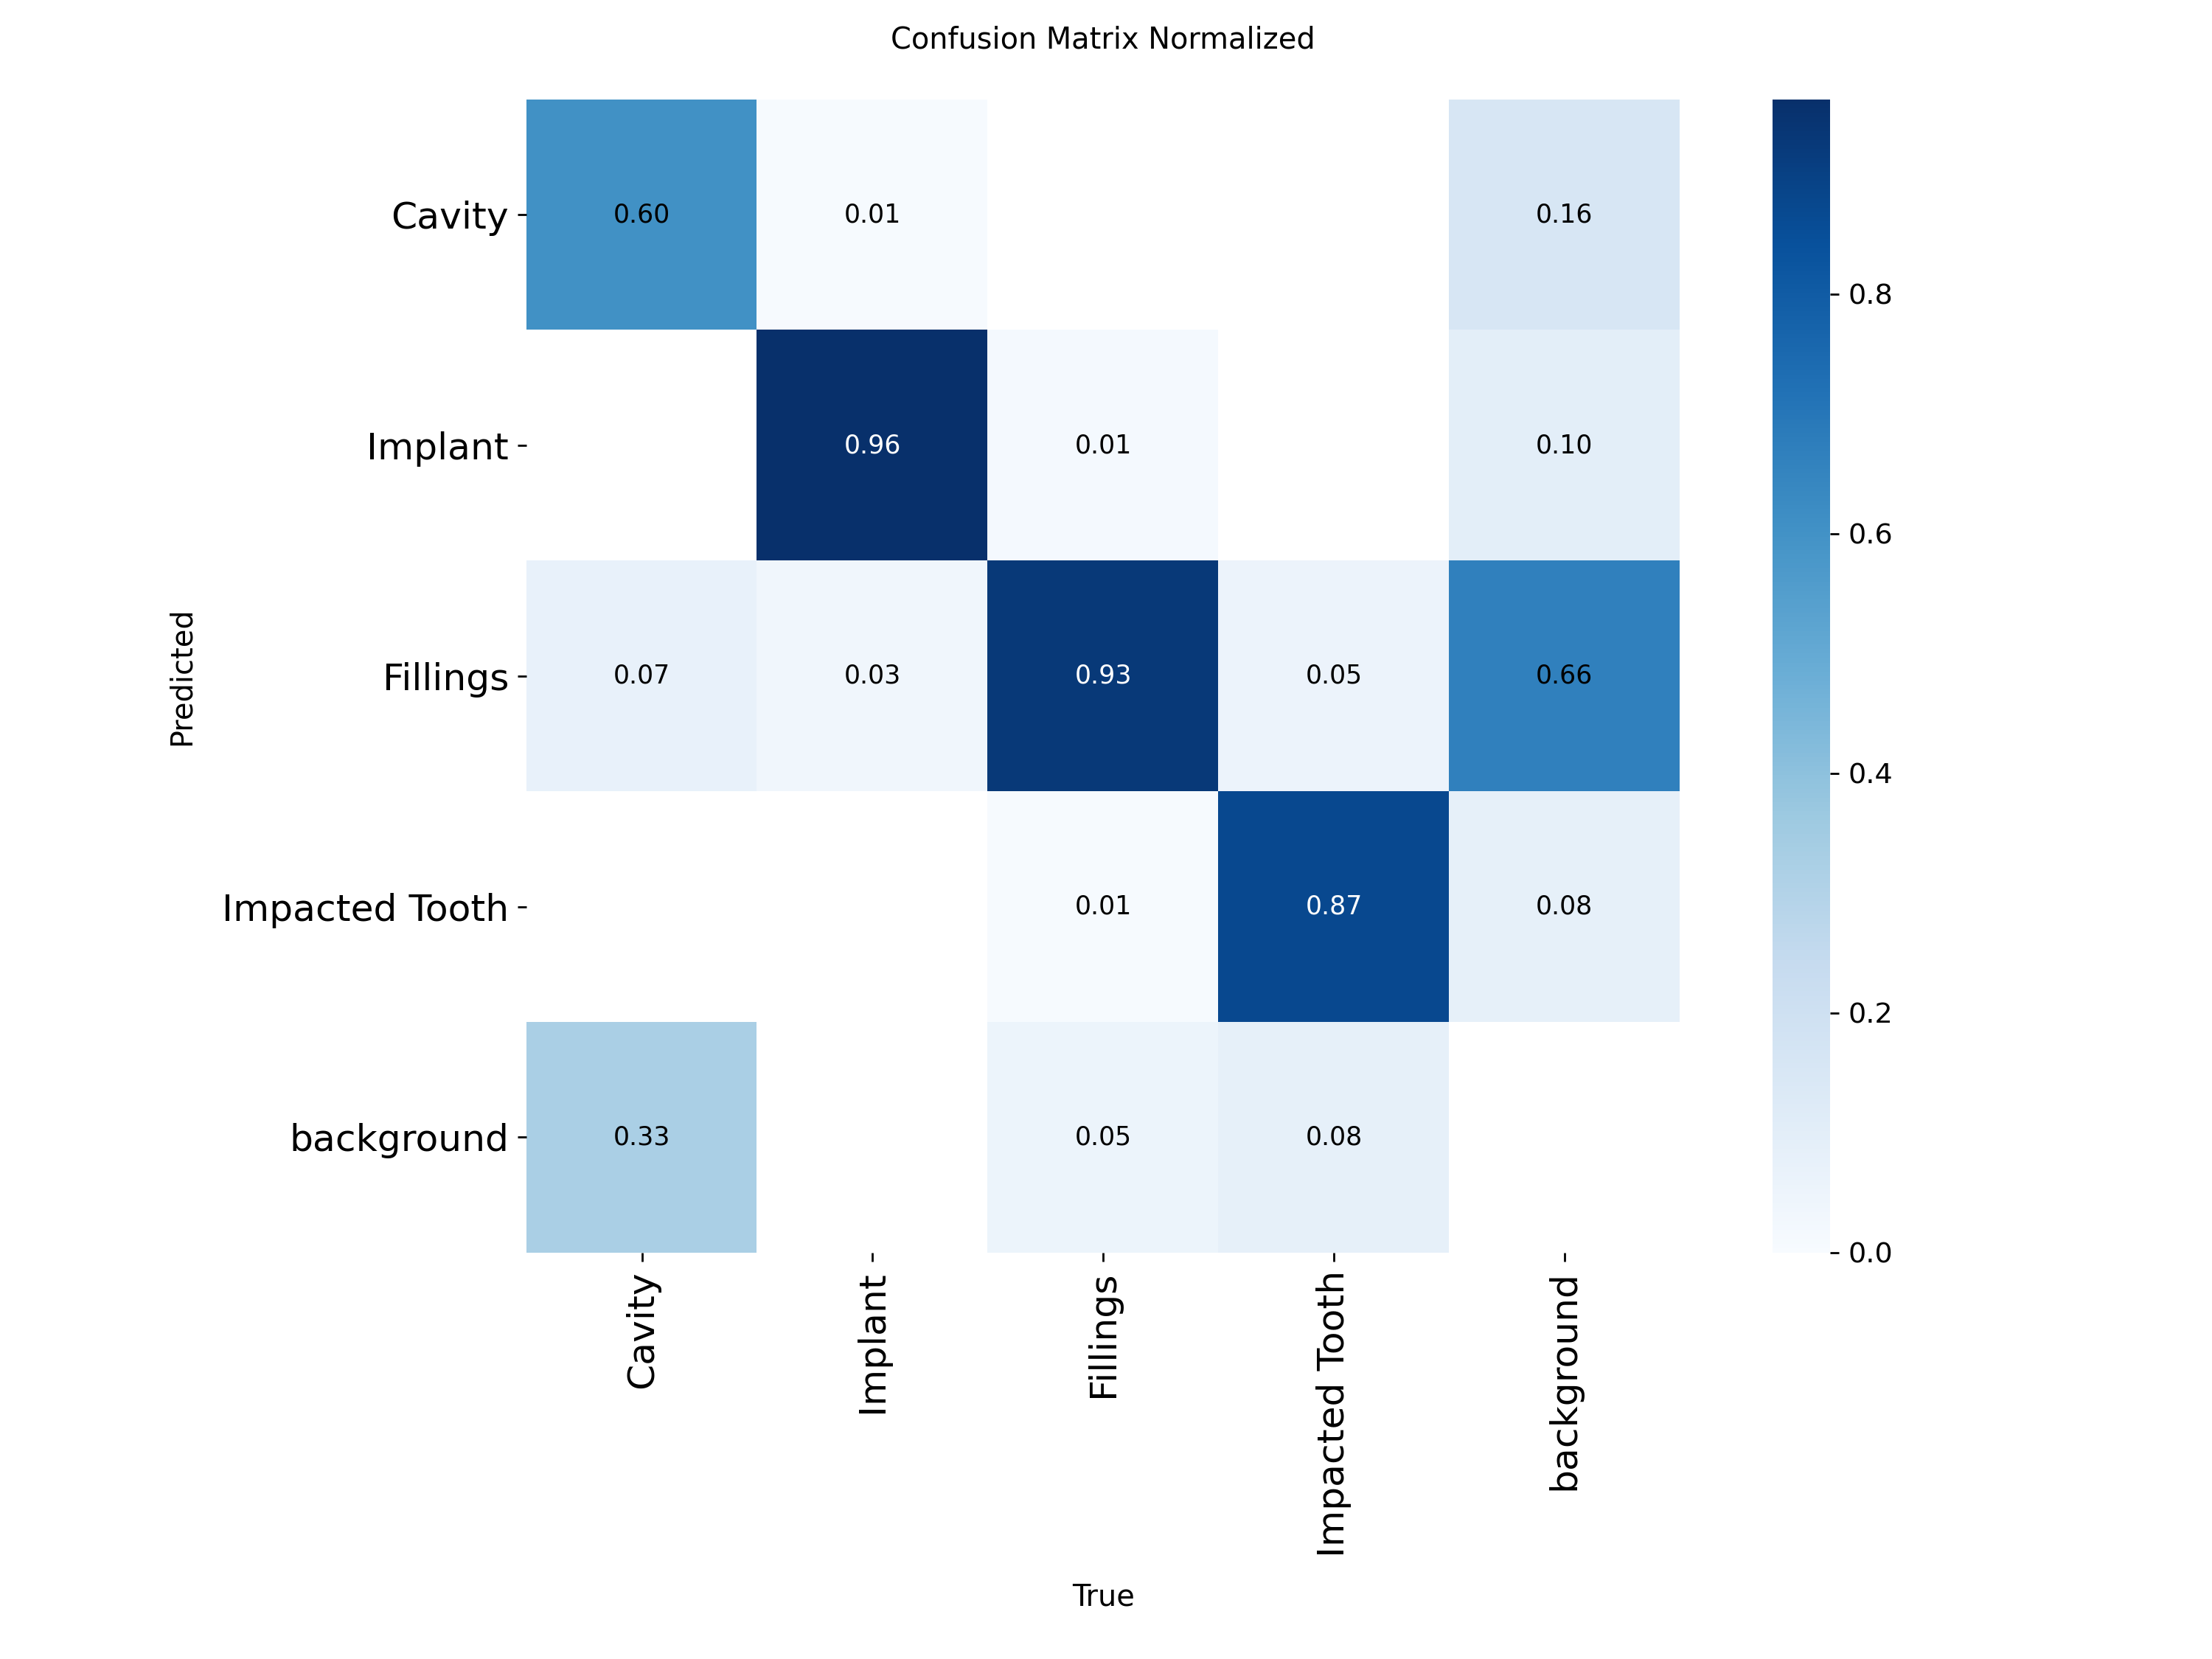 Confusion Matrix Normalized
Cavity 0.60 0.01 0.16
Implant 0.96 0.01 0.10
Fillings 0.07 0.03 0.93 0.05 0.66
Impacted Tooth 0.01 0.87 0.08
background 0.33 0.05 0.08
Predicted
Cavity Implant Fillings Impacted Tooth background
True
0.8
0.6
0.4
0.2
0.0